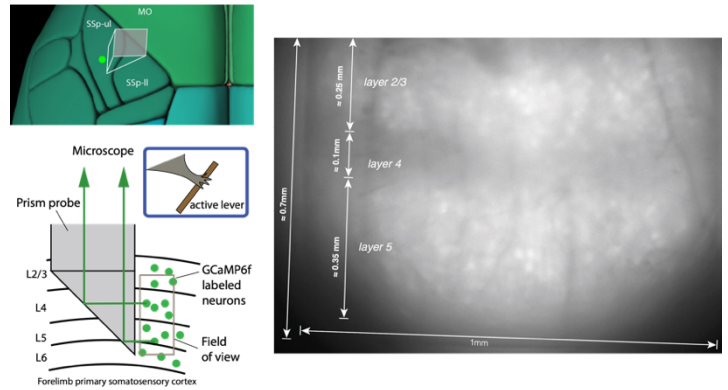 MO
SSp-ul
SSp-ll
Microscope
Prism probe
active lever
L2/3
L4
L5
L6
GCaMP6f
labeled
neurons
Field
of view
Forelimb primary somatosensory cortex
≈ 0.7mm
≈ 0.25 mm
layer 2/3
≈ 0.1mm
layer 4
≈ 0.35 mm
layer 5
1mm